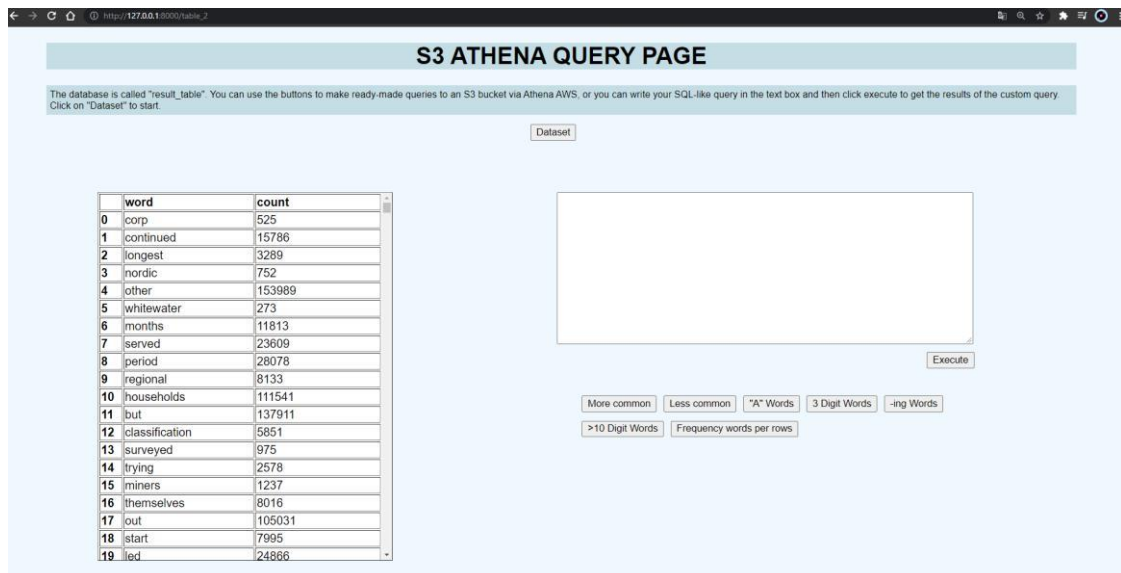 http://127.0.0.1:8000/table_2
S3 ATHENA QUERY PAGE
The database is called "result_table". You can use the buttons to make ready-made queries to an S3 bucket via Athena AWS, or you can write your SQL-like query in the text box and then click execute to get the results of the custom query.
Click on "Dataset" to start.
Dataset
word count
0 corp 525
1 continued 15786
2 longest 3289
3 nordic 752
4 other 153989
5 whitewater 273
6 months 11813
7 served 23609
8 period 28078
9 regional 8133
10 households 111541
11 but 137911
12 classification 5851
13 surveyed 975
14 trying 2578
15 miners 1237
16 themselves 8016
17 out 105031
18 start 7995
19 led 24866
Execute
More common Less common "A" Words 3 Digit Words -ing Words
>10 Digit Words Frequency words per rows